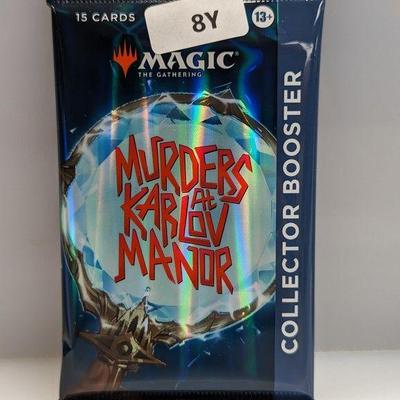 15 CARDS
8Y
13+
MAGIC
THE GATHERING
MURDERS
AT
KARLOV
MANOR
COLLECTOR BOOSTER